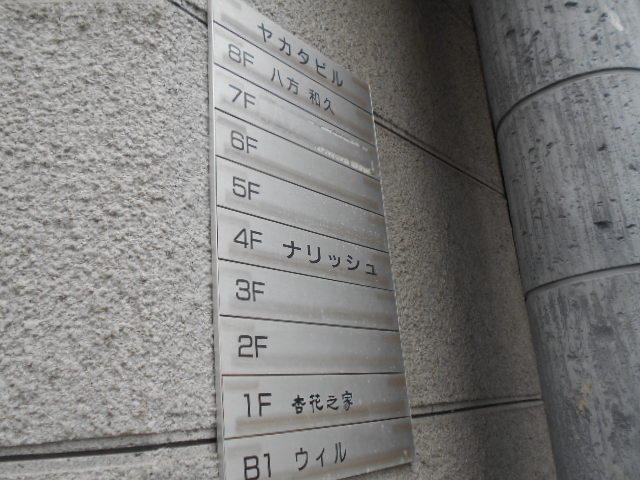 ヤカタビル
8F 八方 和久
7F
6F
5F
4F ナリッシュ
3F
2F
1F 杏花之家
B1 ウィル